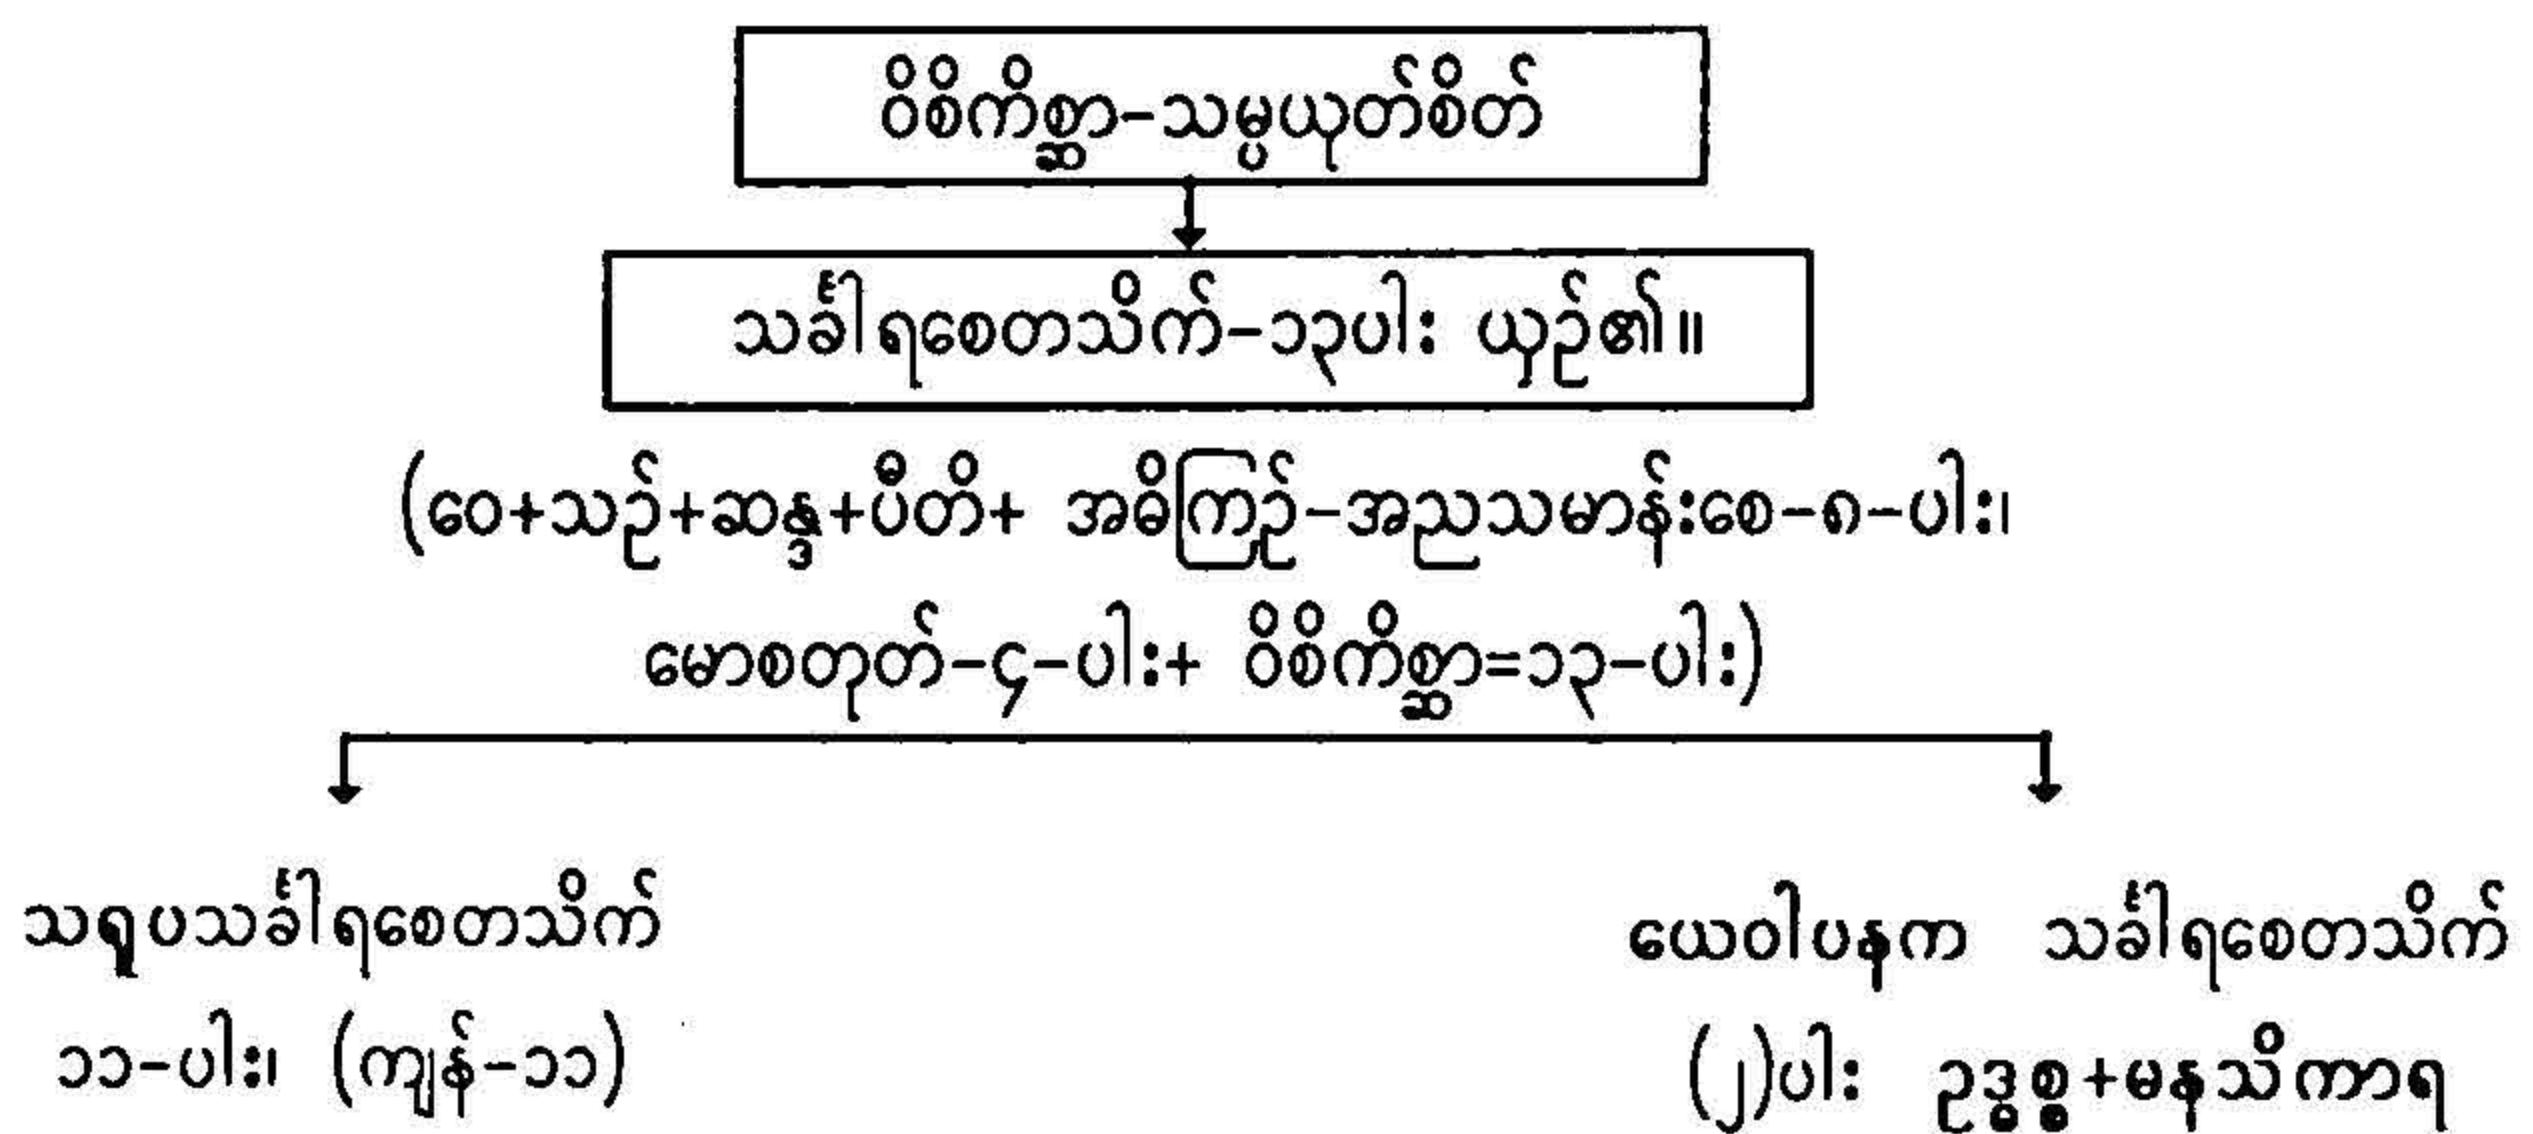 ဝိစိကိစ္ဆာ-သမ္ပယုတ်စိတ်
သင်္ခါရစေတသိက်-၁၃ပါး ယှဉ်၏။
(ဝေ+သဉ်+ဆန္ဒ+ပီတိ+ အဓိကြဉ်-အညသမာန်းစေ-၈-ပါး၊
မောစတုတ်-၄-ပါး+ ဝိစိကိစ္ဆာ=၁၃-ပါး)
သရူပသင်္ခါရစေတသိက်
၁၁-ပါး၊ (ကျန်-၁၁)
ယေဝါပနက သင်္ခါရစေတသိက်
(၂)ပါး ဥဒ္ဓစ္စ+မနသိကာရ